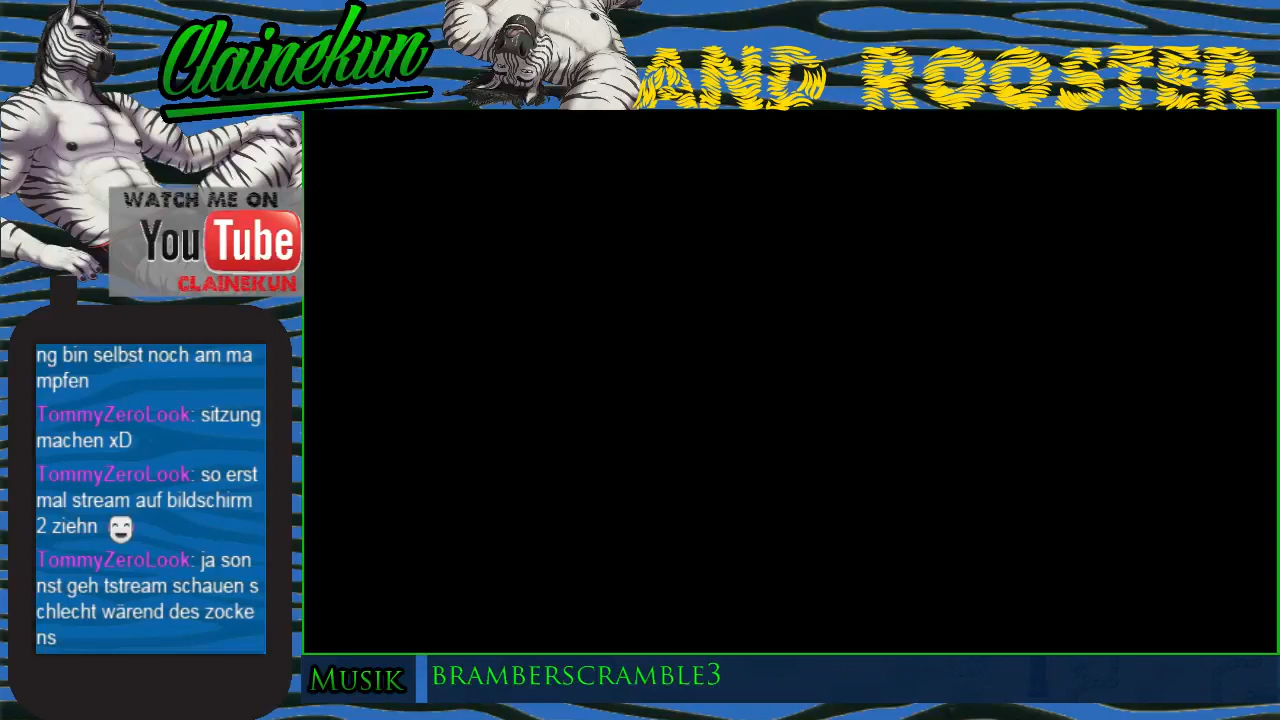 Clainekun
AND ROOSTER
WATCH ME ON
YouTube
CLAINEKUN
ng bin selbst noch am ma
mpfen
TommyZeroLook: sitzung
machen xD
TommyZeroLook: so erst
mal stream auf bildschirm
2 ziehn
TommyZeroLook: ja son
nst geh tstream schauen s
chlecht wärend des zocke
ns
Musik
BRAMBERSCRAMBLE3